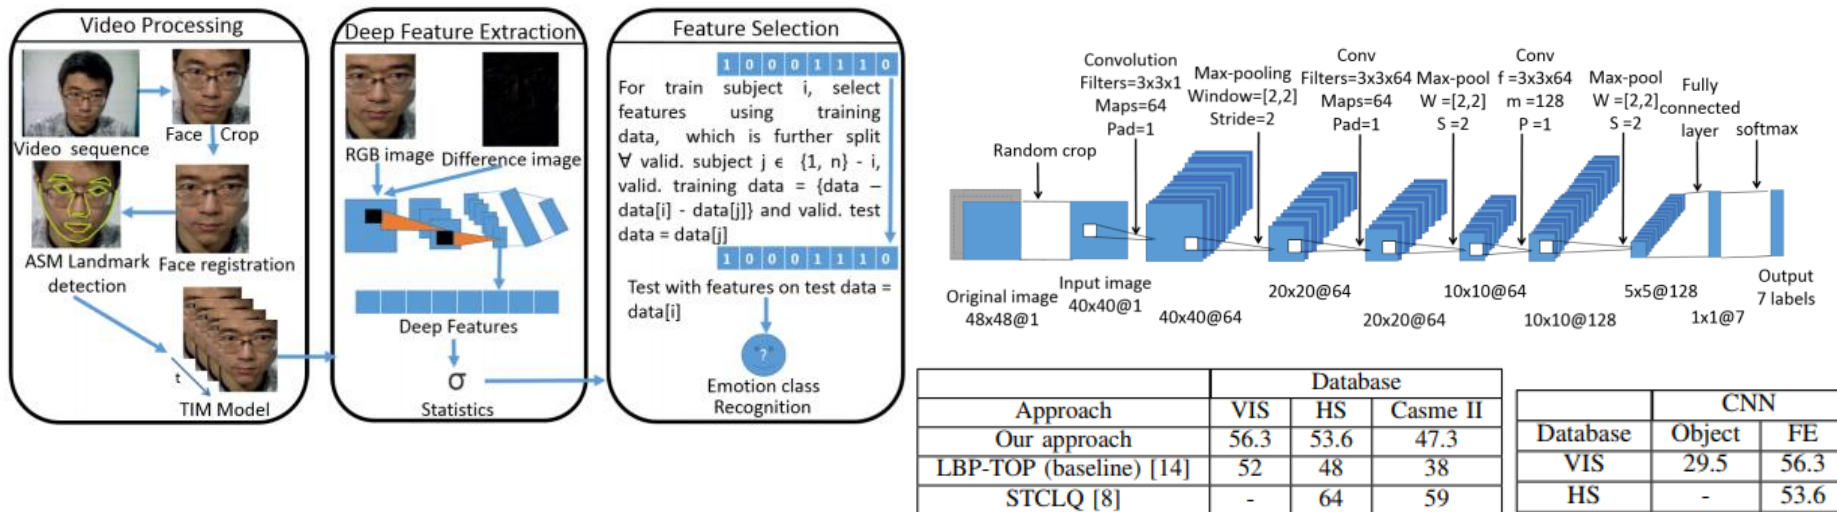 Video Processing
Video sequence
Face Crop
ASM Landmark
detection
Face registration
t
TIM Model
Deep Feature Extraction
RGB image
Difference image
Deep Features
σ
Statistics
Feature Selection
1 0 0 0 1 1 1 0
For train subject i, select
features using training
data, which is further split
∀ valid. subject j ϵ {1, n} - i,
valid. training data = {data –
data[i] - data[j]} and valid. test
data = data[j]
1 0 0 0 1 1 1 0
Test with features on test data =
data[i]
?
Emotion class
Recognition
Random crop
Convolution
Filters=3x3x1
Maps=64
Pad=1
Max-pooling
Window=[2,2]
Stride=2
Conv
Filters=3x3x64
Maps=64
Pad=1
Max-pool
W =[2,2]
S =2
Conv
f =3x3x64
m =128
P =1
Max-pool
W =[2,2]
S =2
Fully
connected
layer
softmax
Original image
48x48@1
Input image
40x40@1
40x40@64
20x20@64
20x20@64
10x10@64
10x10@128
5x5@128
1x1@7
Output
7 labels
Database
Approach VIS HS Casme II
Our approach 56.3 53.6 47.3
LBP-TOP (baseline) [14] 52 48 38
STCLQ [8] - 64 59
CNN
Database Object FE
VIS 29.5 56.3
HS - 53.6